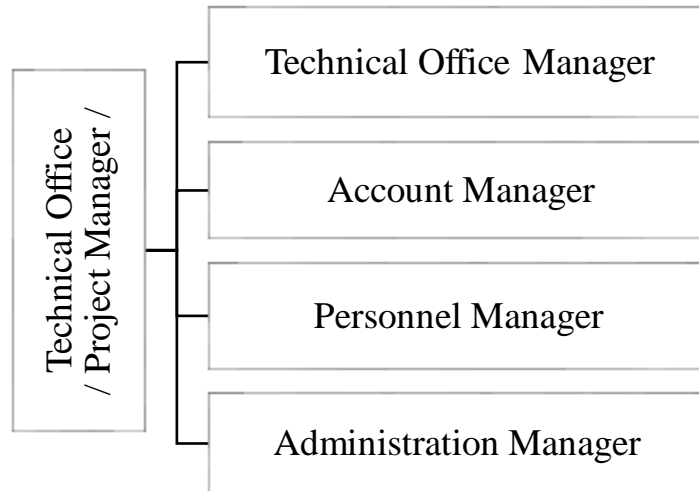 Technical Office
/ Project Manager /
Technical Office Manager
Account Manager
Personnel Manager
Administration Manager